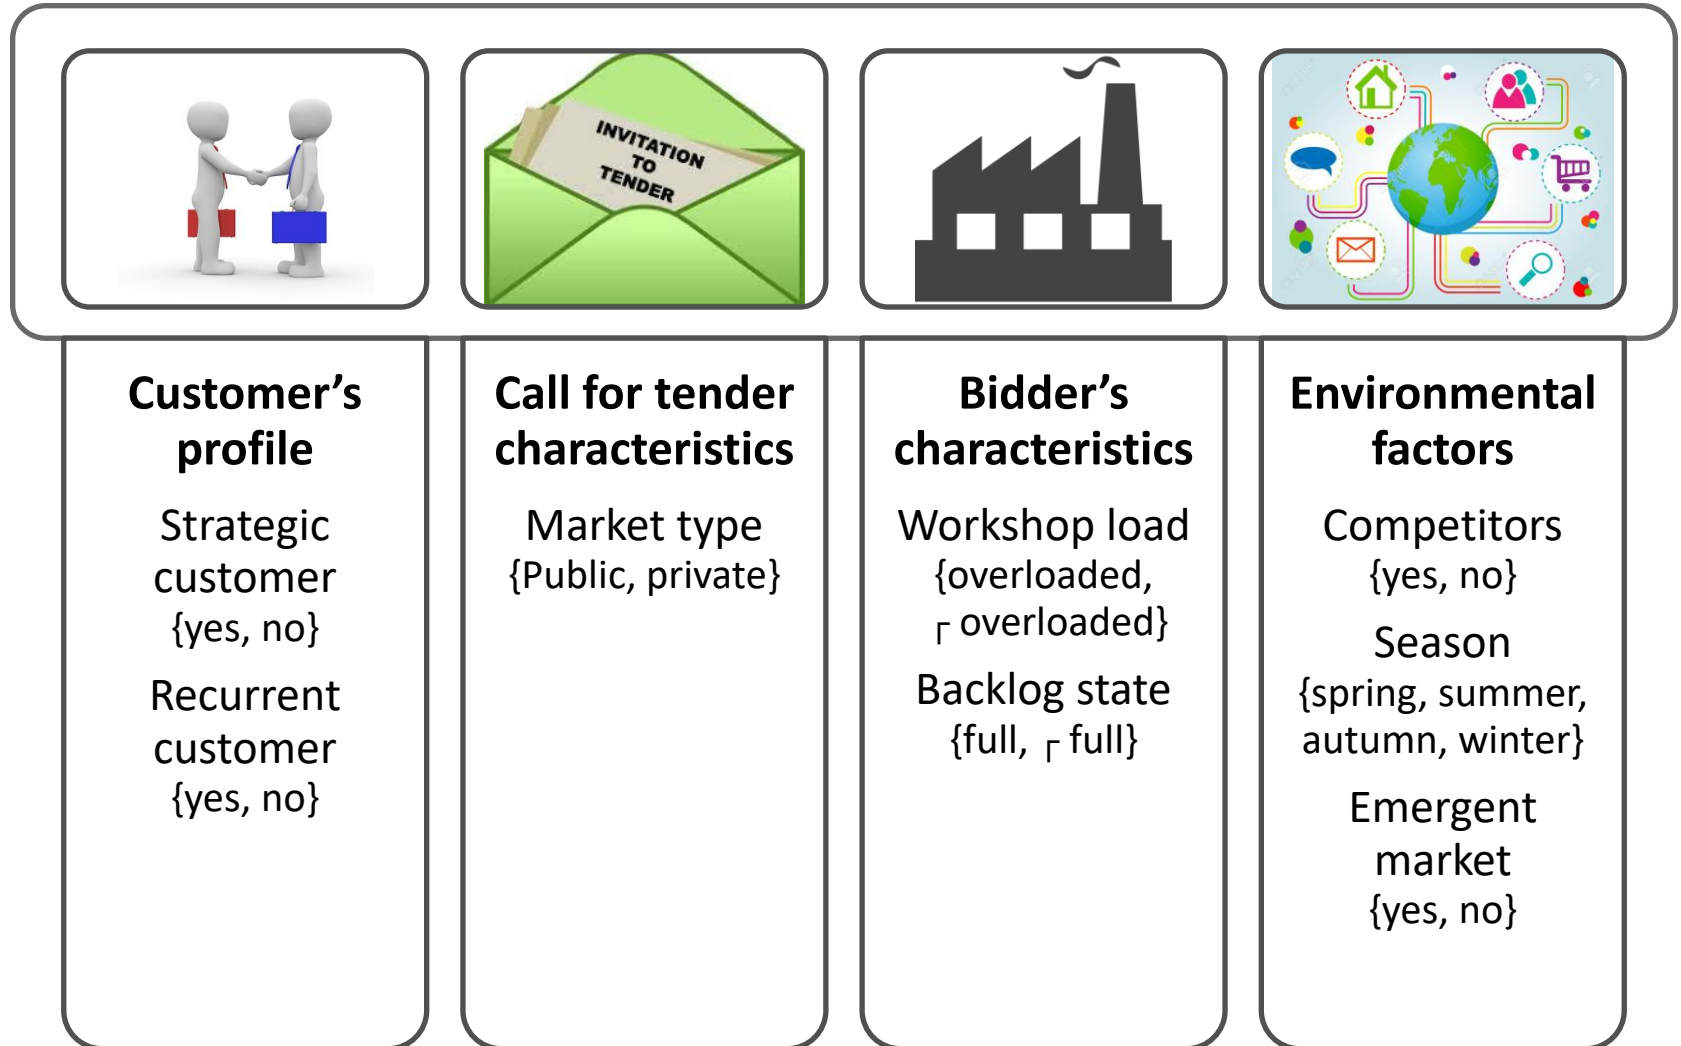 INVITATION
TO
TENDER
Customer’s
profile
Strategic
customer
{yes, no}
Recurrent
customer
{yes, no}
Call for tender
characteristics
Market type
{Public, private}
Bidder’s
characteristics
Workshop load
{overloaded,
┌ overloaded}
Backlog state
{full, ┌ full}
Environmental
factors
Competitors
{yes, no}
Season
{spring, summer,
autumn, winter}
Emergent
market
{yes, no}